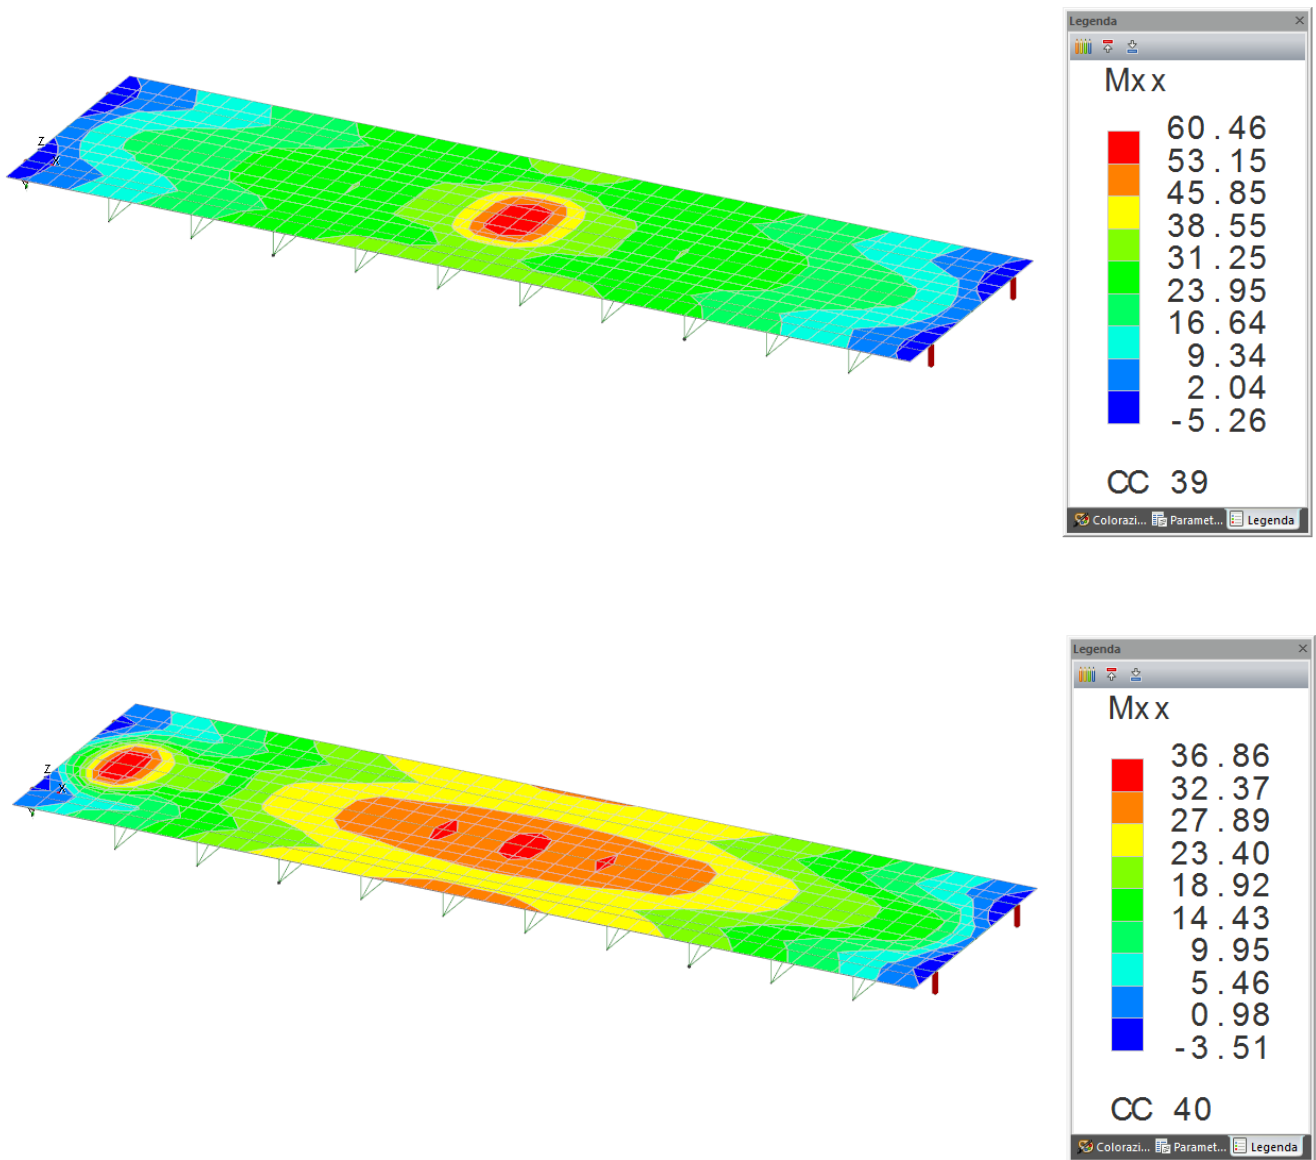 Legenda
Mxx
60.46
53.15
45.85
38.55
31.25
23.95
16.64
9.34
2.04
-5.26
CC 39
Colorazi... Paramet... Legenda
Z
X
Y
Legenda
Mxx
36.86
32.37
27.89
23.40
18.92
14.43
9.95
5.46
0.98
-3.51
CC 40
Colorazi... Paramet... Legenda
Z
X
Y